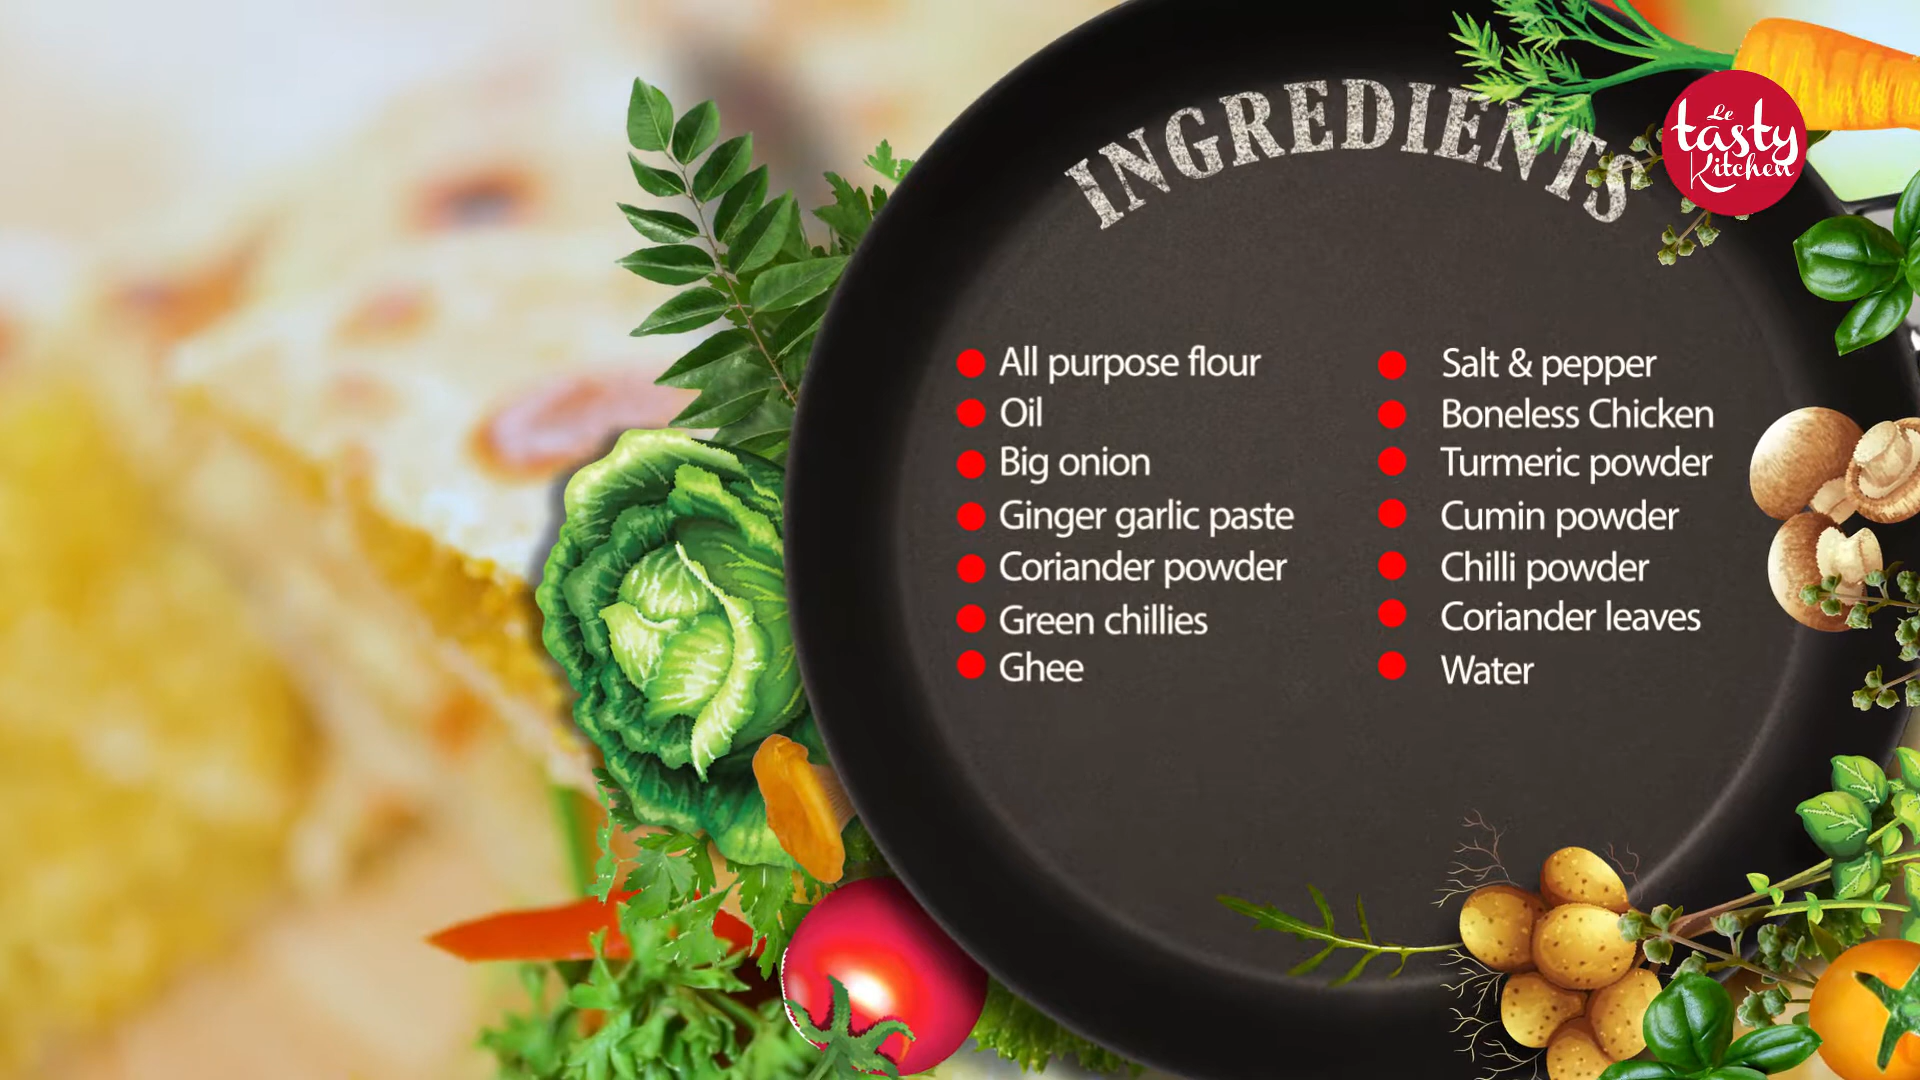 INGREDIENTS
Le
tasty
Kitchen
All purpose flour
Oil
Big onion
Ginger garlic paste
Coriander powder
Green chillies
Ghee
Salt & pepper
Boneless Chicken
Turmeric powder
Cumin powder
Chilli powder
Coriander leaves
Water